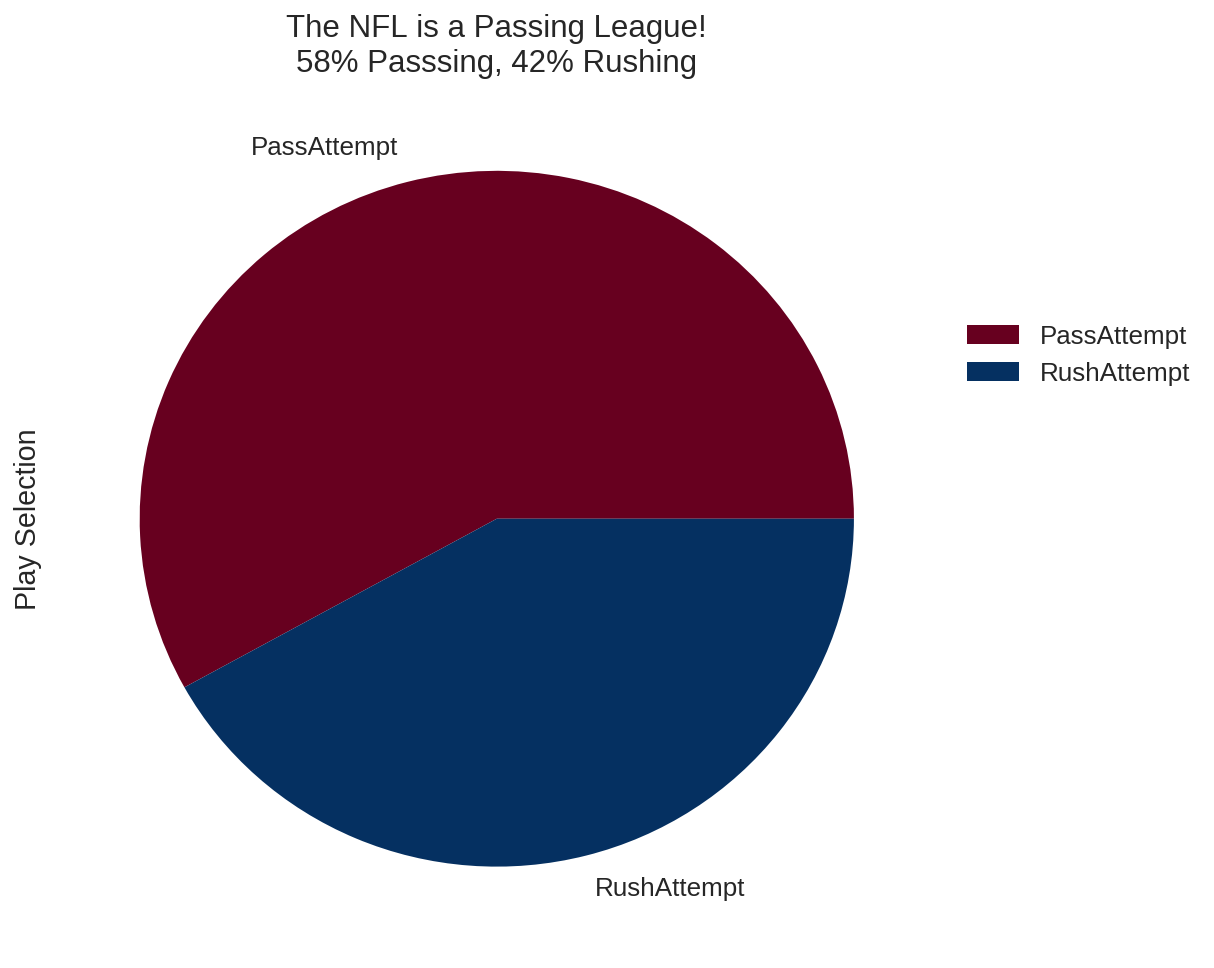 The NFL is a Passing League!
58% Passsing, 42% Rushing
PassAttempt
PassAttempt
RushAttempt
Play Selection
RushAttempt